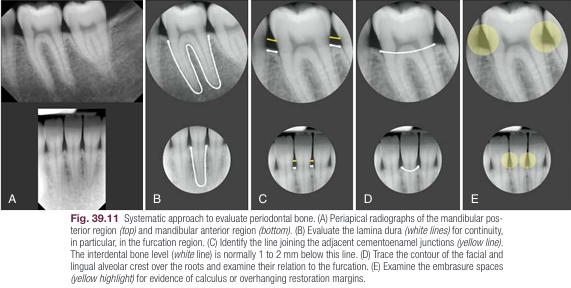 A
B
C
D
E
Fig. 39.11 Systematic approach to evaluate periodontal bone. (A) Periapical radiographs of the mandibular pos-
terior region (top) and mandibular anterior region (bottom). (B) Evaluate the lamina dura (white lines) for continuity,
in particular, in the furcation region. (C) Identify the line joining the adjacent cementoenamel junctions (yellow line).
The interdental bone level (white line) is normally 1 to 2 mm below this line. (D) Trace the contour of the facial and
lingual alveolar crest over the roots and examine their relation to the furcation. (E) Examine the embrasure spaces
(yellow highlight) for evidence of calculus or overhanging restoration margins.